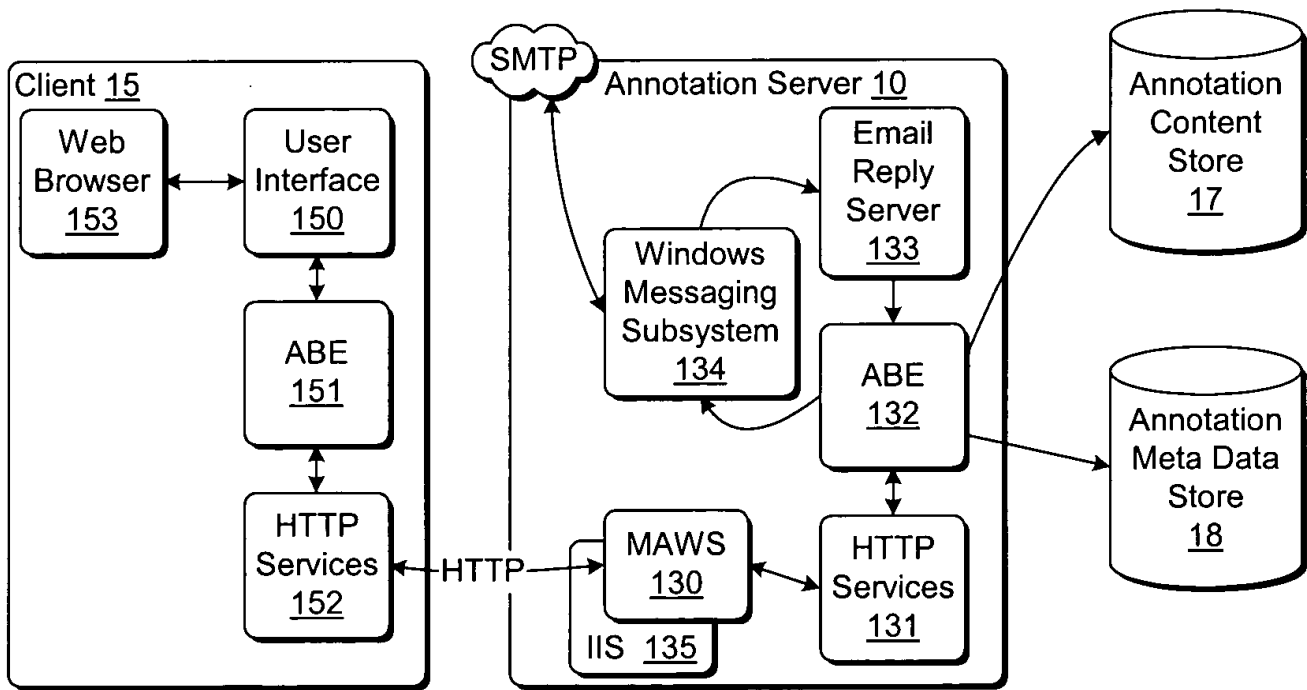 Client 15
Web
Browser
153
User
Interface
150
ABE
151
HTTP
Services
152
HTTP
SMTP
Annotation Server 10
Email
Reply
Server
133
Windows
Messaging
Subsystem
134
ABE
132
MAWS
130
IIS 135
HTTP
Services
131
Annotation
Content
Store
17
Annotation
Meta Data
Store
18